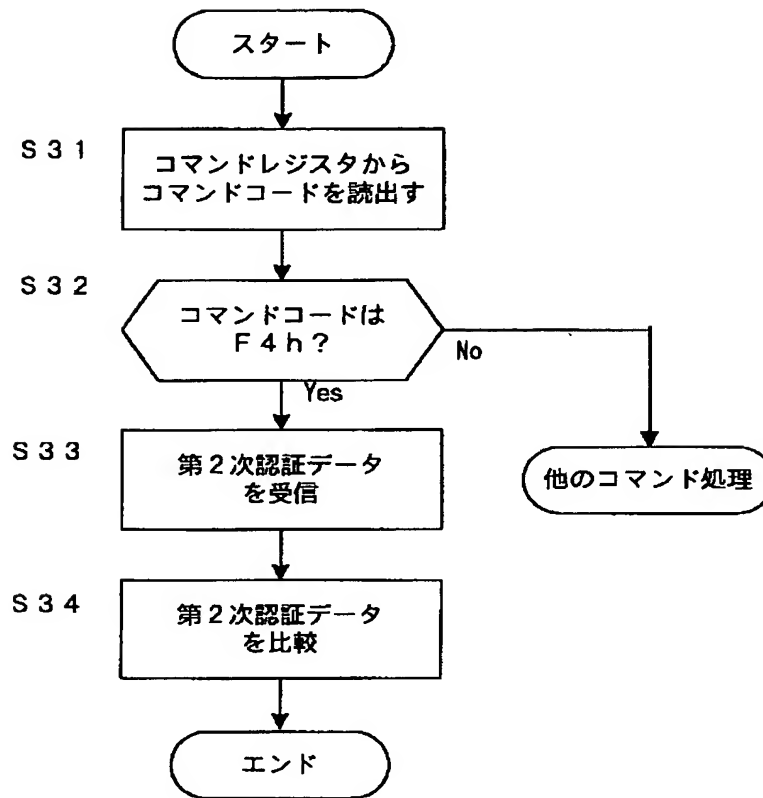 スタート
S31
コマンドレジスタから
コマンドコードを読出す
S32
コマンドコードは
F4h?
No
Yes
S33
第2次認証データ
を受信
他のコマンド処理
S34
第2次認証データ
を比較
エンド